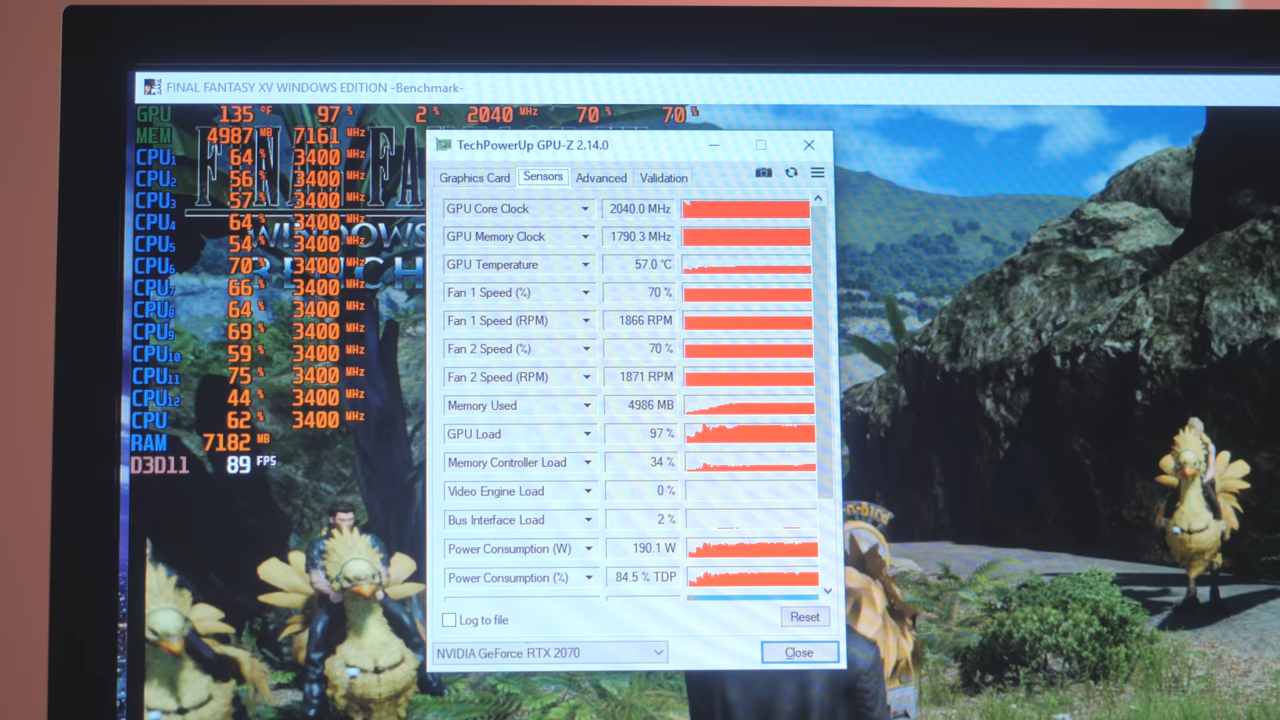 FINAL FANTASY XV WINDOWS EDITION -Benchmark-
GPU 135 °F 97 % 2 % 2040 MHz 70 % 70 %
MEM 4987 MB 7161 MHz
CPU1 64 % 3400 MHz
CPU2 56 % 3400 MHz
CPU3 57 % 3400 MHz
CPU4 64 % 3400 MHz
CPU5 54 % 3400 MHz
CPU6 70 % 3400 MHz
CPU7 66 % 3400 MHz
CPU8 64 % 3400 MHz
CPU9 69 % 3400 MHz
CPU10 59 % 3400 MHz
CPU11 75 % 3400 MHz
CPU12 44 % 3400 MHz
CPU 62 % 3400 MHz
RAM 7182 MB
D3D11 89 FPS
FINAL FA
WINDOWS
BENCH
TechPowerUp GPU-Z 2.14.0
Graphics Card Sensors Advanced Validation
GPU Core Clock 2040.0 MHz
GPU Memory Clock 1790.3 MHz
GPU Temperature 57.0 °C
Fan 1 Speed (%) 70 %
Fan 1 Speed (RPM) 1866 RPM
Fan 2 Speed (%) 70 %
Fan 2 Speed (RPM) 1871 RPM
Memory Used 4986 MB
GPU Load 97 %
Memory Controller Load 34 %
Video Engine Load 0 %
Bus Interface Load 2 %
Power Consumption (W) 190.1 W
Power Consumption (%) 84.5 % TDP
Log to file Reset
NVIDIA GeForce RTX 2070 Close